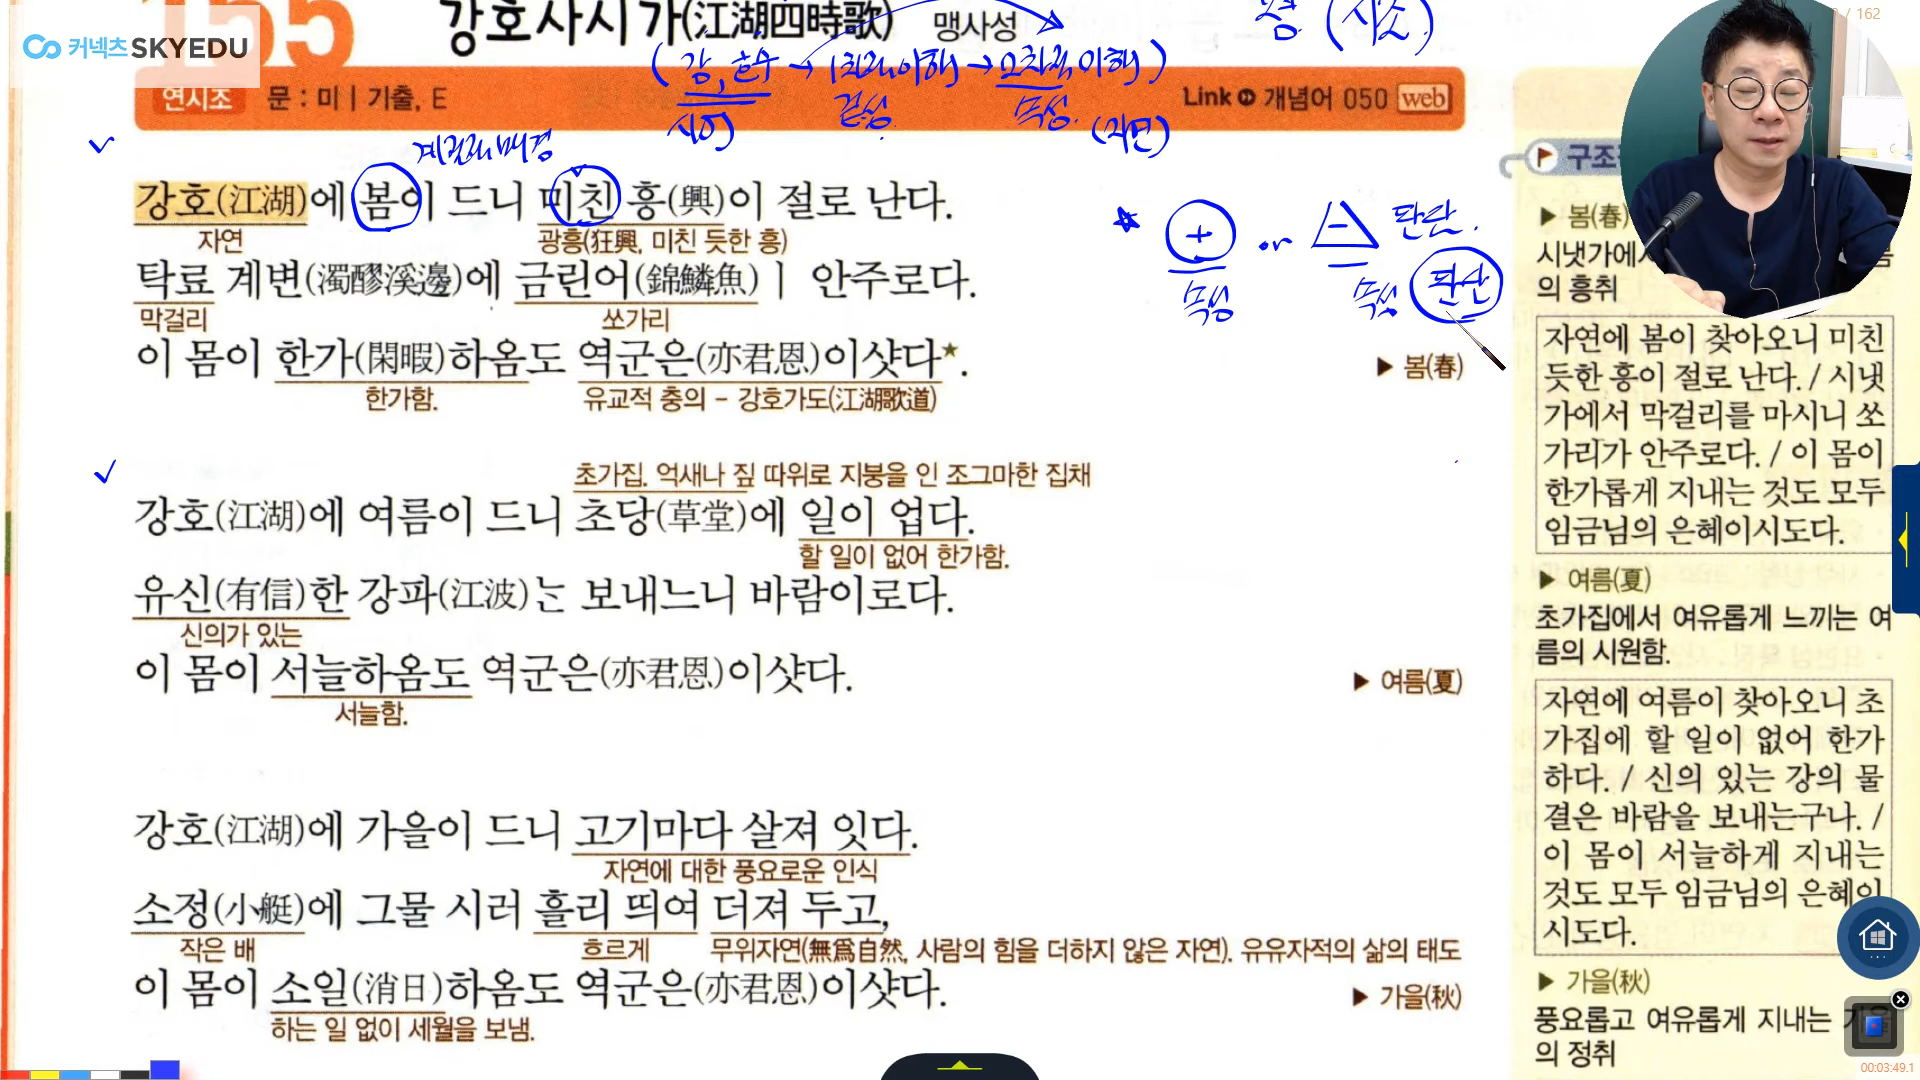 커넥츠 SKYEDU
155 강호사시가(江湖四時歌) 맹사성
/ 162
연시조 문 : 미 | 기출, E
Link 개념어 050 web
강호(江湖)에 봄이 드니 미친 흥(興)이 절로 난다.
자연 광흥(狂興, 미친 듯한 흥)
탁료 계변(濁醪溪邊)에 금린어(錦鱗魚)ㅣ 안주로다.
막걸리 쏘가리
이 몸이 한가(閑暇)하옴도 역군은(亦君恩)이샷다★.
▶ 봄(春)
한가함. 유교적 충의 – 강호가도(江湖歌道)
초가집. 억새나 짚 따위로 지붕을 인 조그마한 집채
강호(江湖)에 여름이 드니 초당(草堂)에 일이 업다.
할 일이 없어 한가함.
유신(有信)한 강파(江波)는 보내느니 바람이로다.
신의가 있는
이 몸이 서늘하옴도 역군은(亦君恩)이샷다.
▶ 여름(夏)
서늘함.
강호(江湖)에 가을이 드니 고기마다 살져 잇다.
자연에 대한 풍요로운 인식
소정(小艇)에 그물 시러 흘리 띄여 더져 두고,
작은 배 흐르게 무위자연(無爲自然, 사람의 힘을 더하지 않은 자연). 유유자적의 삶의 태도
이 몸이 소일(消日)하옴도 역군은(亦君恩)이샷다.
▶ 가을(秋)
하는 일 없이 세월을 보냄.
구조
▶ 봄(春)
시냇가에서
의 흥취
자연에 봄이 찾아오니 미친
듯한 흥이 절로 난다. / 시냇
가에서 막걸리를 마시니 쏘
가리가 안주로다. / 이 몸이
한가롭게 지내는 것도 모두
임금님의 은혜이시도다.
▶ 여름(夏)
초가집에서 여유롭게 느끼는 여
름의 시원함.
자연에 여름이 찾아오니 초
가집에 할 일이 없어 한가
하다. / 신의 있는 강의 물
결은 바람을 보내는구나. /
이 몸이 서늘하게 지내는
것도 모두 임금님의 은혜이
시도다.
▶ 가을(秋)
풍요롭고 여유롭게 지내는 가을
의 정취
00:03:49.1